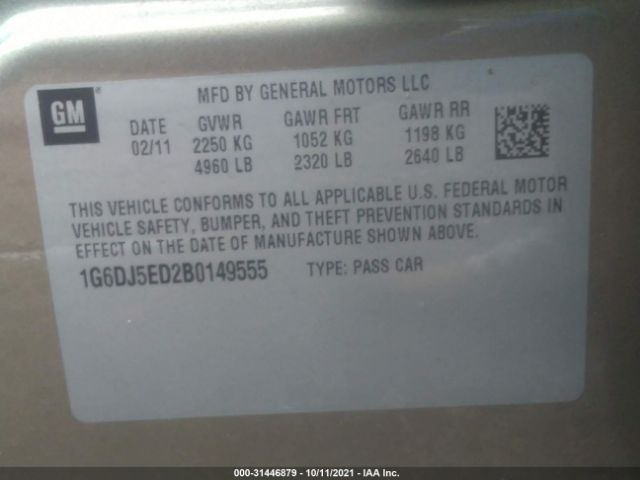 GM
MFD BY GENERAL MOTORS LLC
DATE GVWR GAWR FRT GAWR RR
02/11 2250 KG 1052 KG 1198 KG
4960 LB 2320 LB 2640 LB
THIS VEHICLE CONFORMS TO ALL APPLICABLE U.S. FEDERAL MOTOR
VEHICLE SAFETY, BUMPER, AND THEFT PREVENTION STANDARDS IN
EFFECT ON THE DATE OF MANUFACTURE SHOWN ABOVE.
1G6DJ5ED2B0149555 TYPE: PASS CAR
000-31446879 - 10/11/2021 - IAAI.com